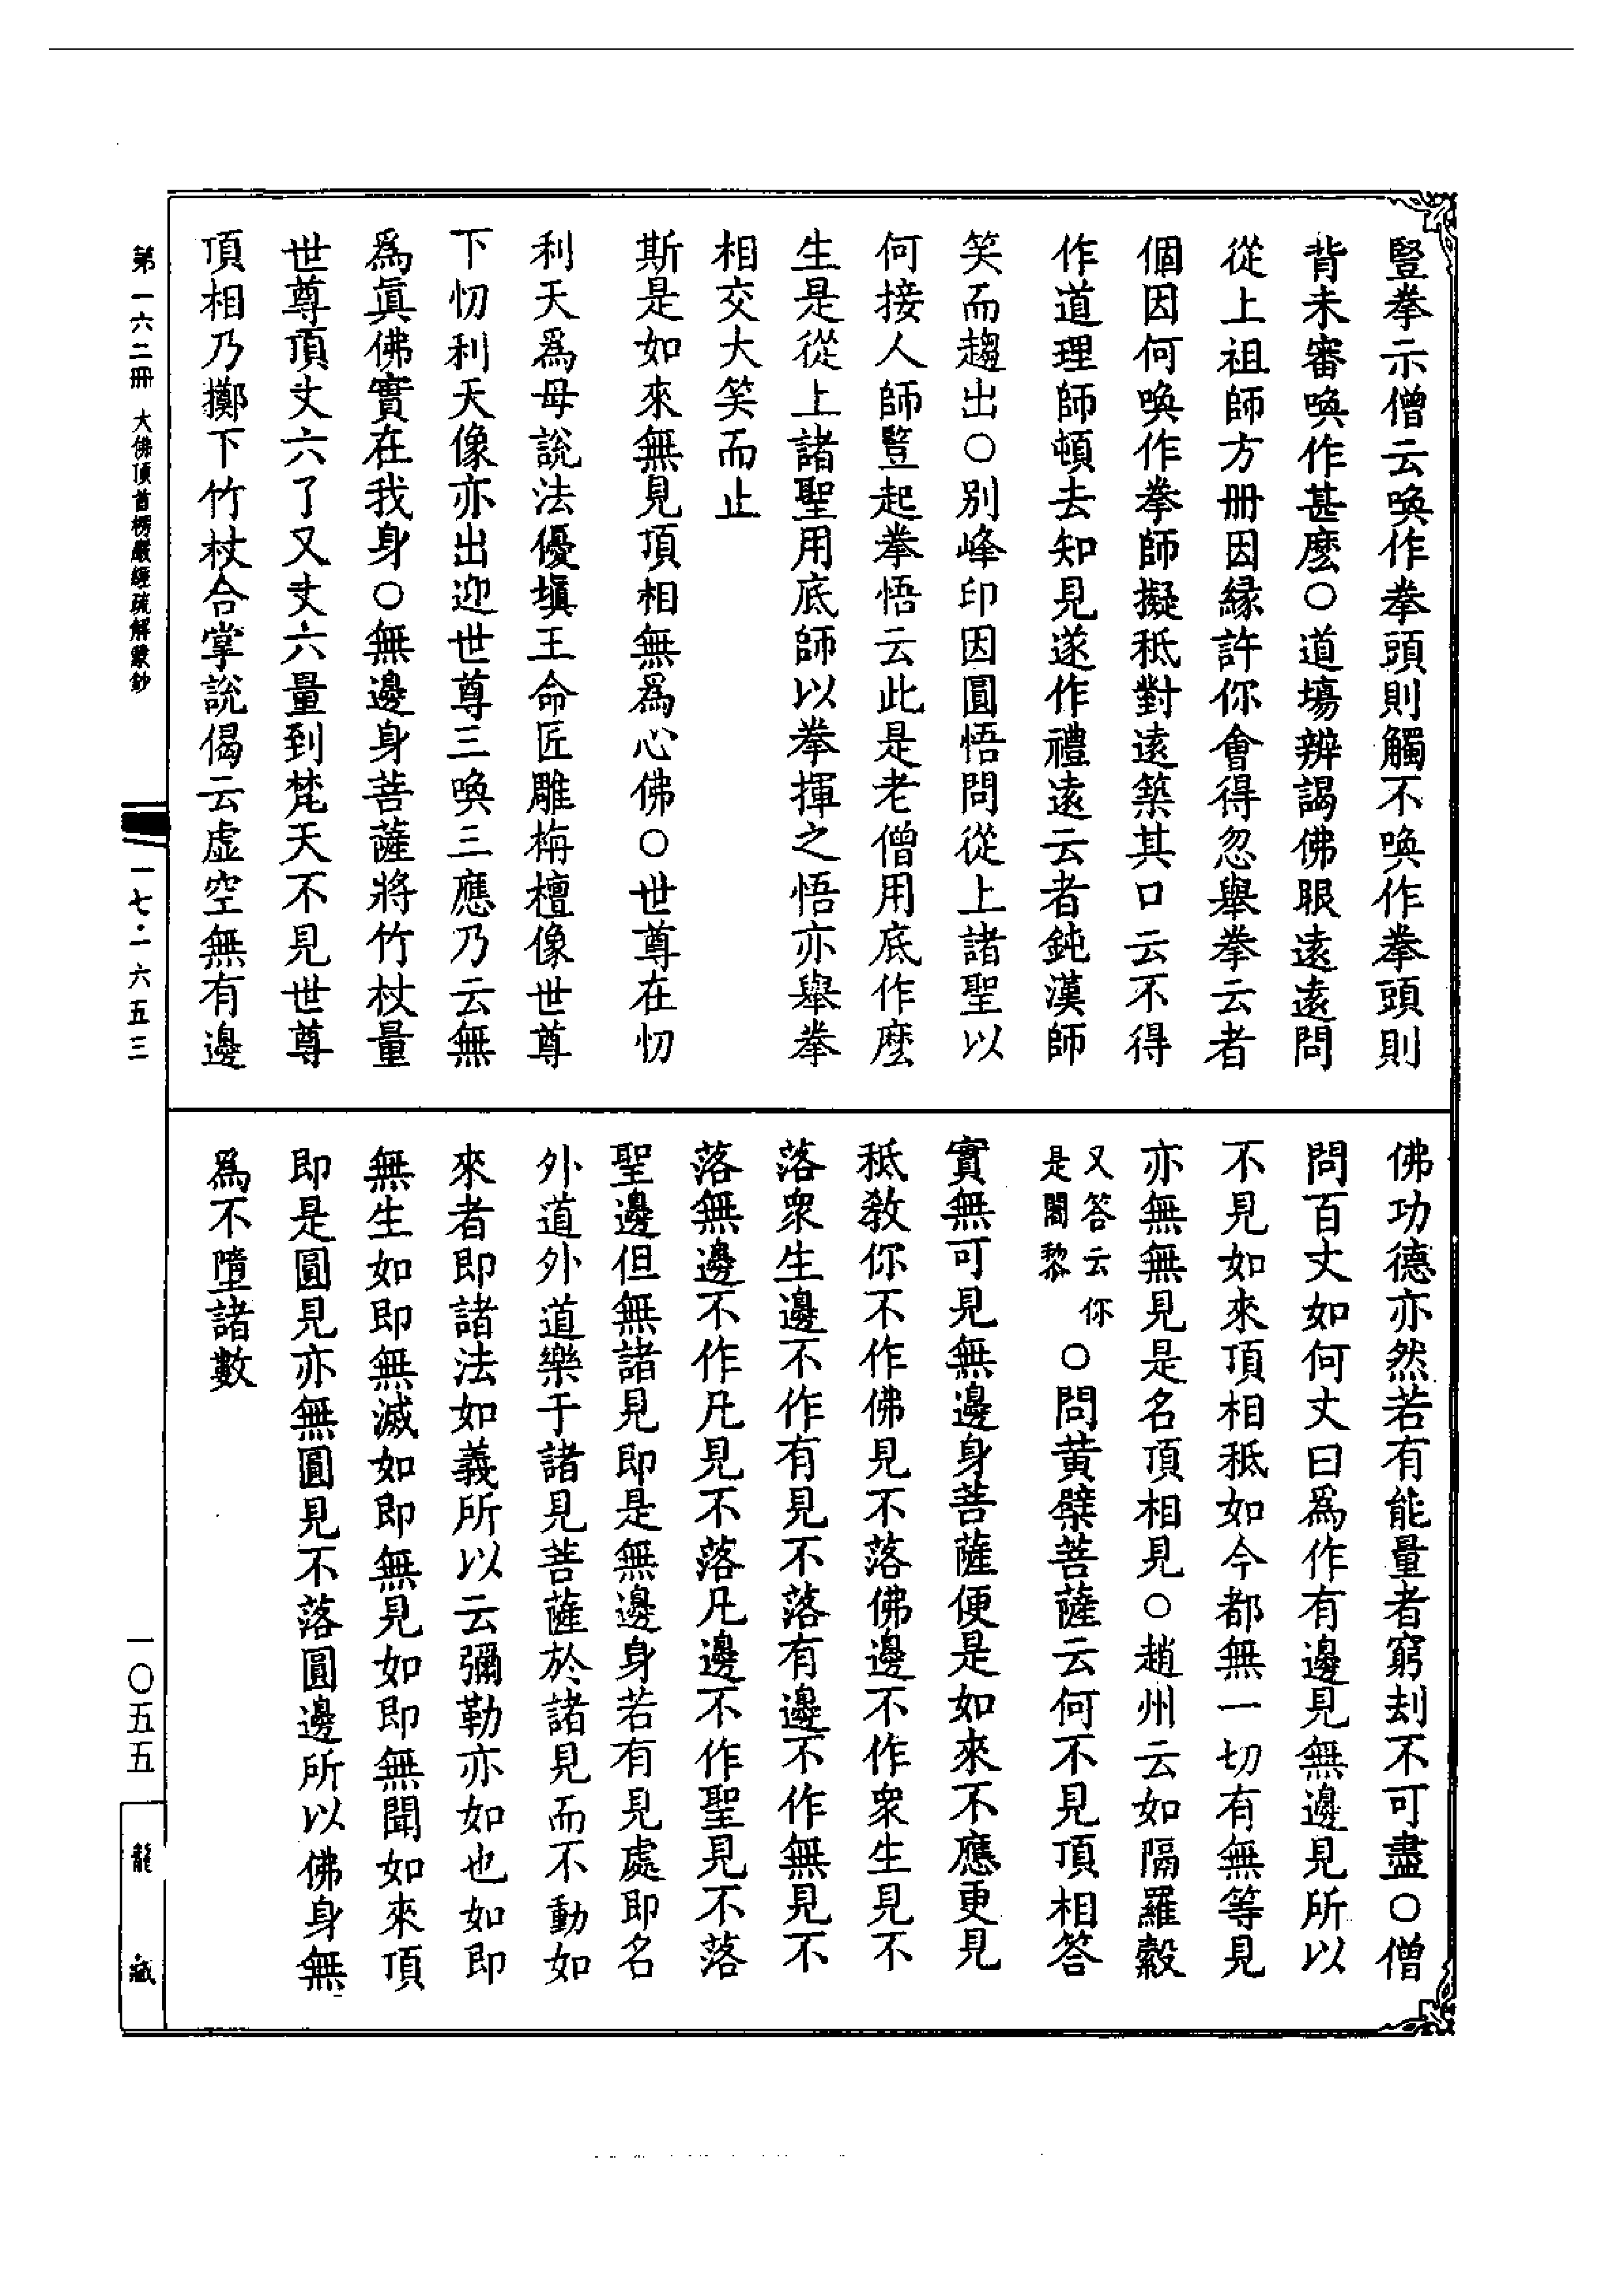 豎拳示僧云喚作拳頭則觸不喚作拳頭則
背未審喚作甚麽○道場辨謁佛眼遠遠問
從上祖師方冊因縁許你會得忽舉拳云者
個因何喚作拳師擬秪對遠築其口云不得
作道理師頓去知見遂作禮遠云者鈍漢師
笑而趨出○别峰印因圓悟問從上諸聖以
何接人師豎起拳悟云此是老僧用底作麽
生是從上諸聖用底師以拳揮之悟亦舉拳
相交大笑而止
斯是如來無見頂相無爲心佛○世尊在忉
利天爲母説法優塡王命匠雕栴檀像世尊
下忉利天像亦出迎世尊三喚三應乃云無
爲眞佛實在我身○無邊身菩薩將竹杖量
世尊頂丈六了又丈六量到梵天不見世尊
頂相乃擲下竹杖合掌説偈云虛空無有邊
佛功德亦然若有能量者窮刦不可盡○僧
問百丈如何丈曰爲作有邊見無邊見所以
不見如來頂相秪如今都無一切有無等見
亦無無見是名頂相見○趙州云如隔羅縠
又答云你
是闍黎
○問黄檗菩薩云何不見頂相答
實無可見無邊身菩薩便是如來不應更見
秪教你不作佛見不落佛邊不作衆生見不
落衆生邊不作有見不落有邊不作無見不
落無邊不作凡見不落凡邊不作聖見不落
聖邊但無諸見即是無邊身若有見處即名
外道外道樂于諸見菩薩於諸見而不動如
來者即諸法如義所以云彌勒亦如也如即
無生如即無滅如即無見如即無聞如來頂
即是圓見亦無圓見不落圓邊所以佛身無
爲不墮諸數
第一六二冊 大佛頂首楞嚴經疏解蒙鈔
一七·一六五三
一〇五五
龍藏